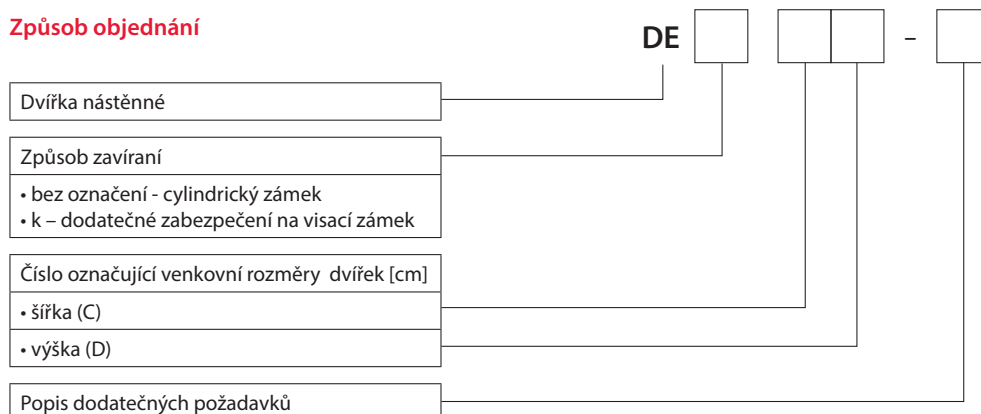 Způsob objednání
DE
–
Dvířka nástěnné
Způsob zavíraní
• bez označení - cylindrický zámek
• k – dodatečné zabezpečení na visací zámek
Číslo označující venkovní rozměry dvířek [cm]
• šířka (C)
• výška (D)
Popis dodatečných požadavků